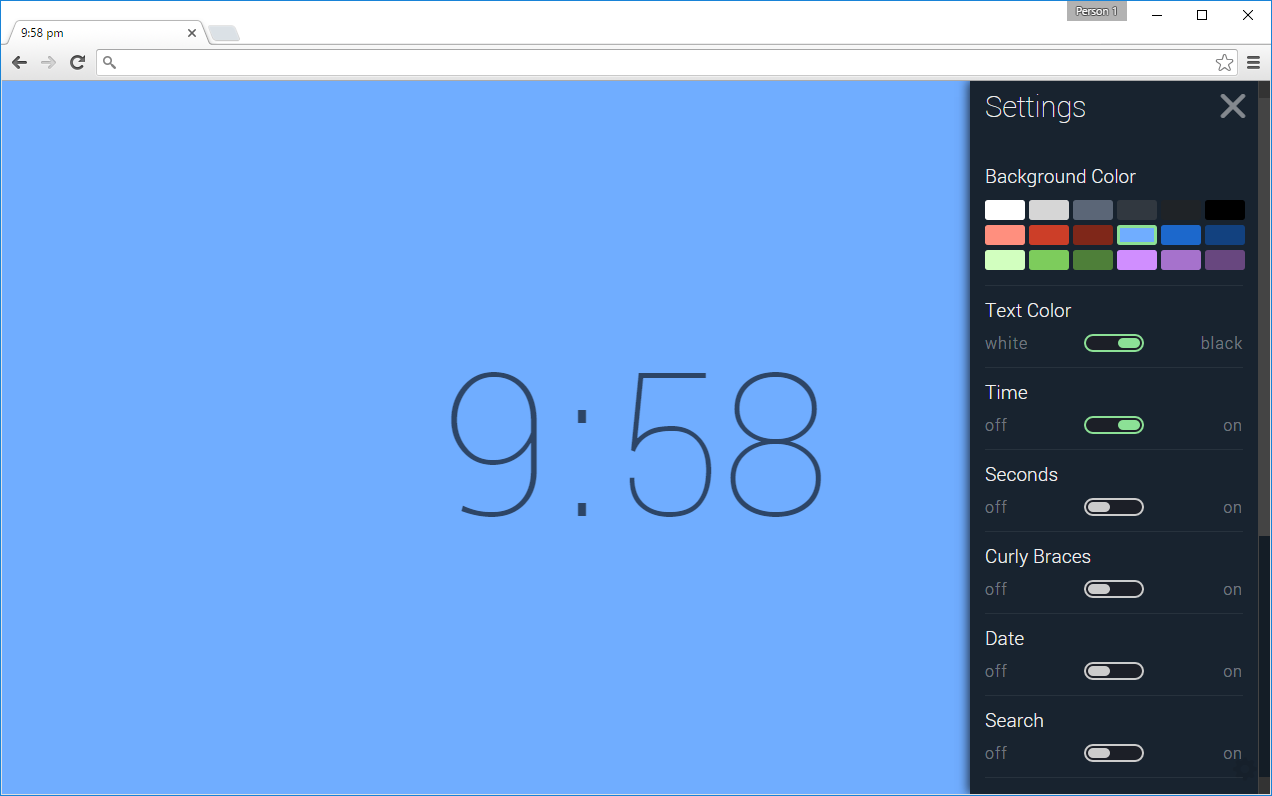 Person 1
9:58 pm
Settings
Background Color
Text Color
white black
Time
off on
9:58
Seconds
off on
Curly Braces
off on
Date
off on
Search
off on